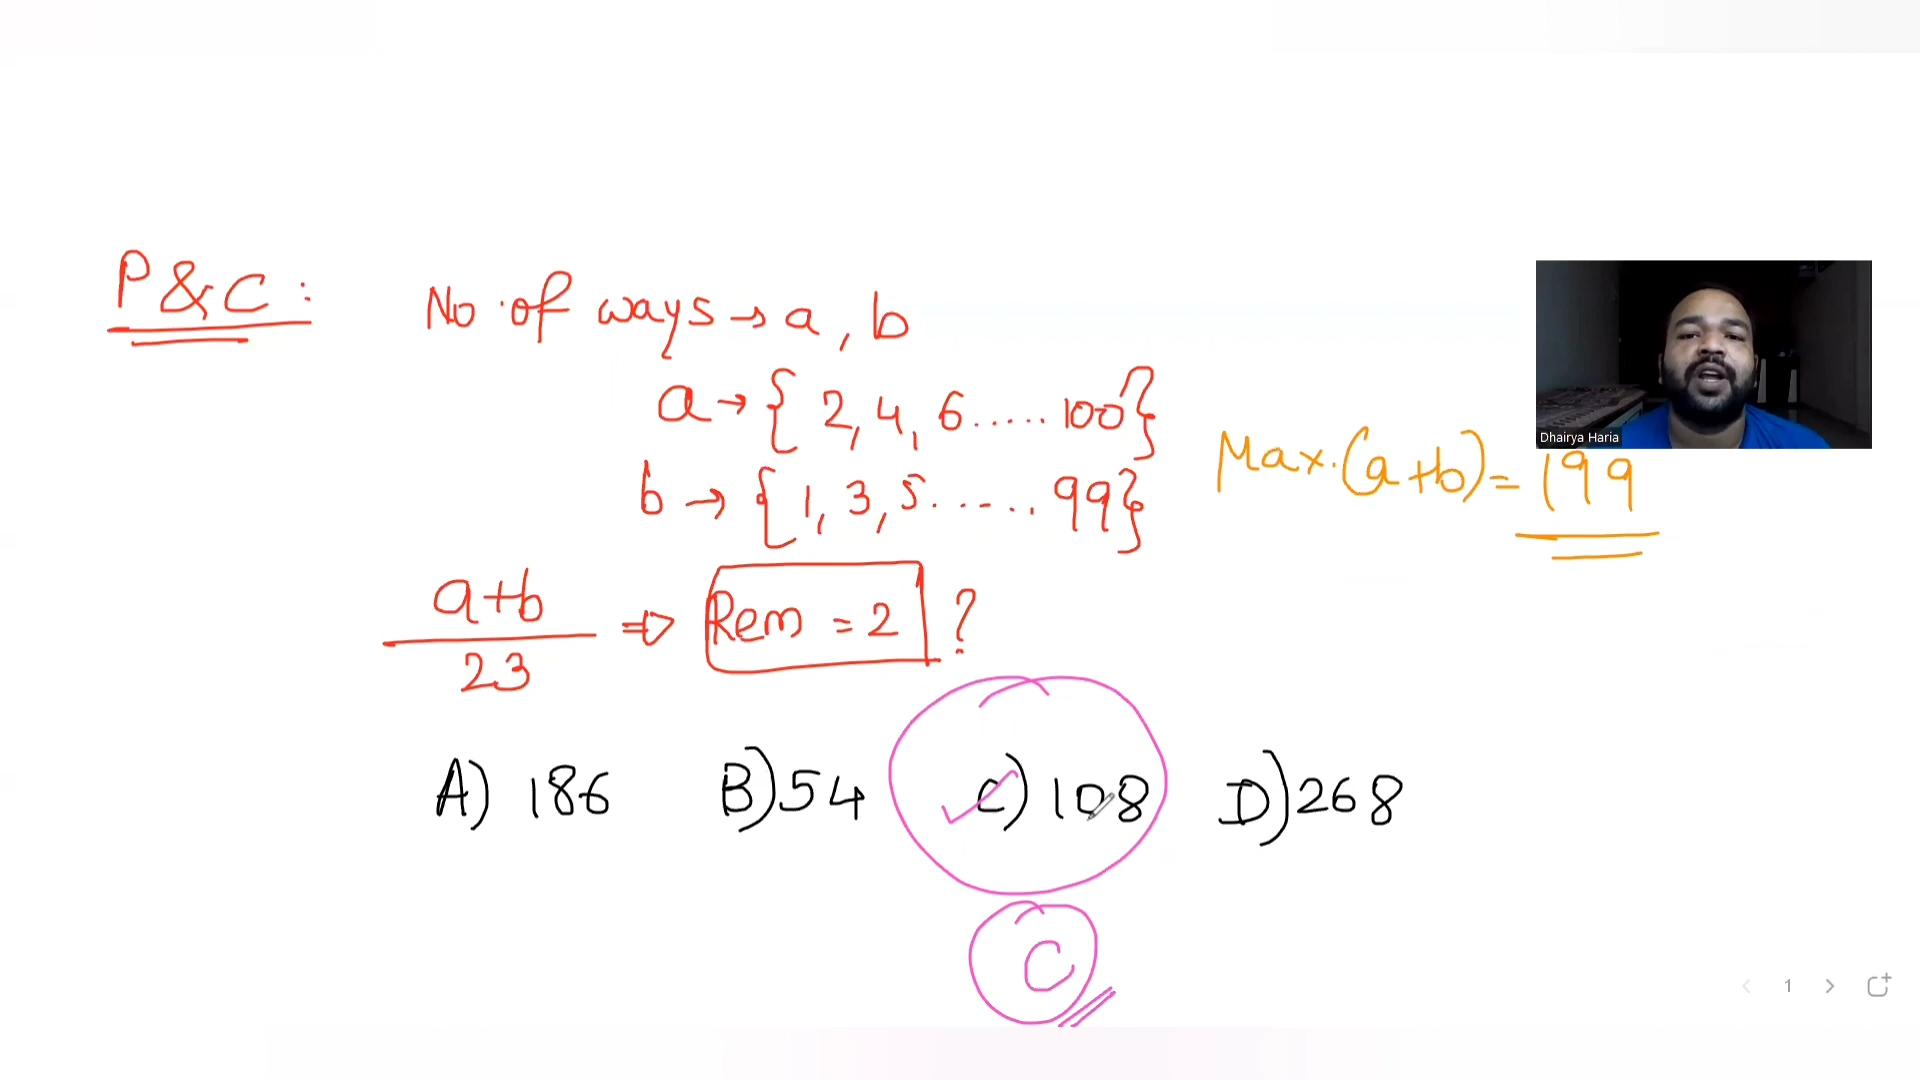 P&C: No. of ways → a, b
a → { 2, 4, 6 ..... 100 }
b → { 1, 3, 5 ...... 99 }
Max.(a+b) = 199
a+b
23
⇒ Rem = 2 ?
A) 186 B) 54 C) 108 D) 268
C
Dhairya Haria
1